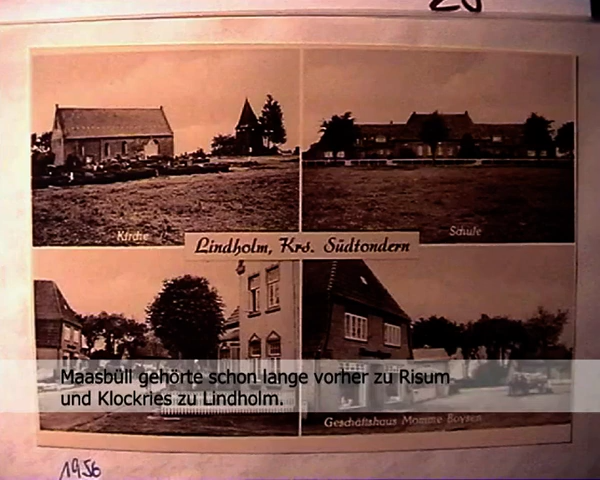 Kirche
Schule
Lindholm, Krs. Südtondern
Maasbüll gehörte schon lange vorher zu Risum
und Klockries zu Lindholm.
Geschäftshaus Momme Boysen
1956